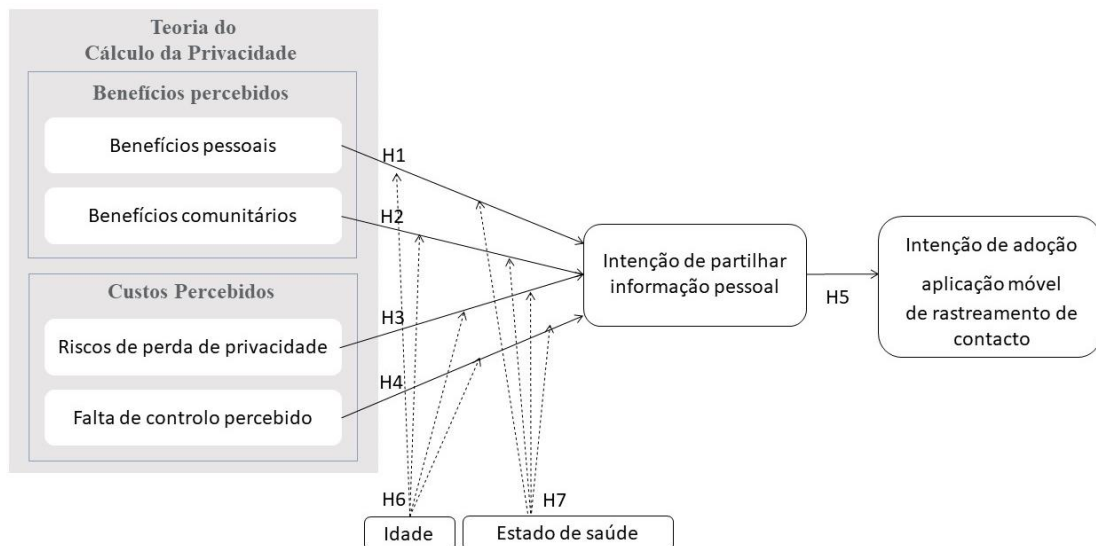 Teoria do
Cálculo da Privacidade
Benefícios percebidos
Benefícios pessoais
Benefícios comunitários
Custos Percebidos
Riscos de perda de privacidade
Falta de controlo percebido
H1
H2
H3
H4
Intenção de partilhar
informação pessoal
H5
Intenção de adoção
aplicação móvel
de rastreamento de
contacto
H6
H7
Idade
Estado de saúde